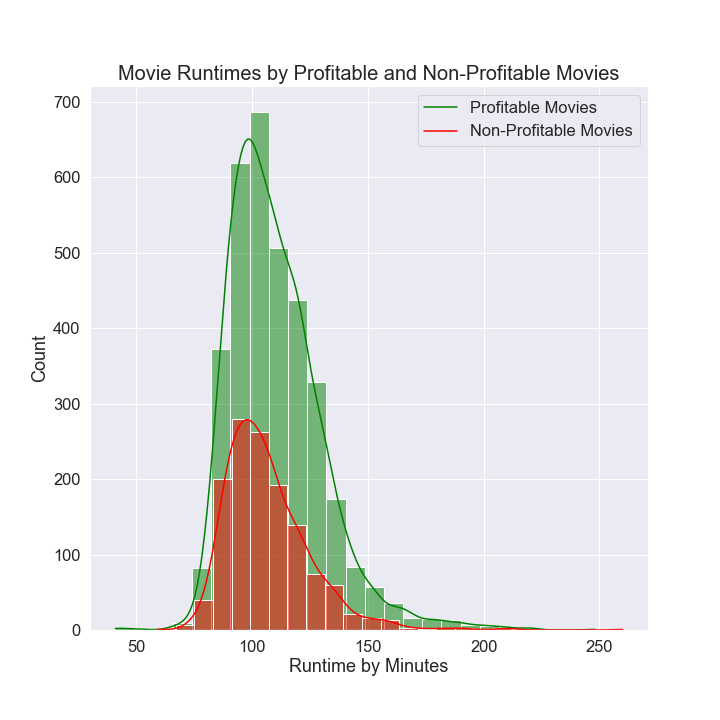 Movie Runtimes by Profitable and Non-Profitable Movies
Profitable Movies
Non-Profitable Movies
700
600
500
400
300
200
100
0
Count
50
100
150
200
250
Runtime by Minutes